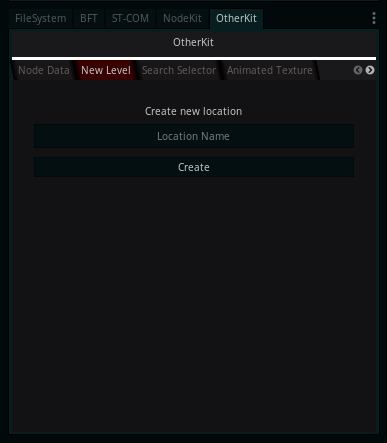 FileSystem BFT ST-COM NodeKit OtherKit
OtherKit
Node Data New Level Search Selector Animated Texture
Create new location
Location Name
Create